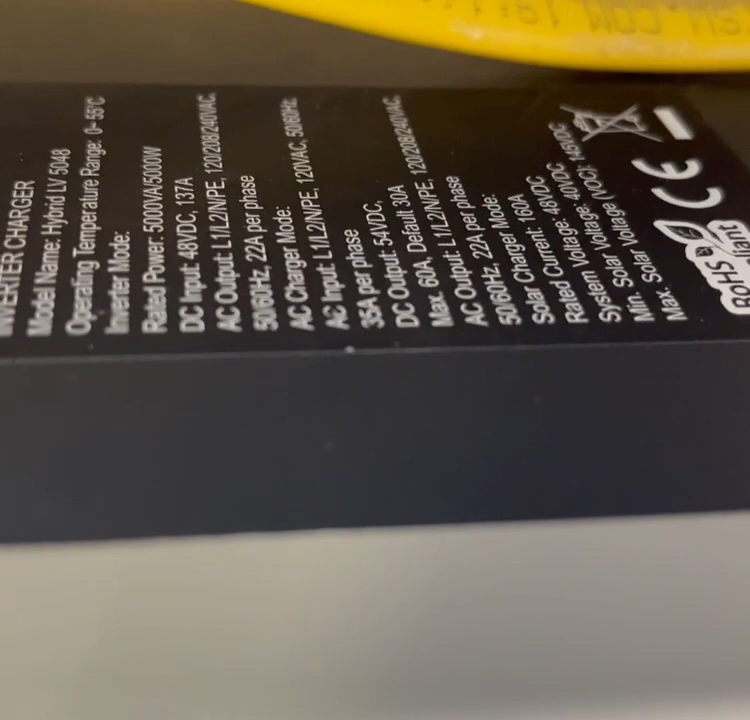 INVERTER CHARGER
Model Name: Hybrid LV 5048
Operating Temperature Range: 0~ 55°C
Inverter Mode:
Rated Power: 5000VA/5000W
DC Input: 48VDC, 137A
AC Output: L1/L2/N/PE, 120/208/240VAC,
50/60Hz, 22A per phase
AC Charger Mode:
AC Input: L1/L2/N/PE, 120VAC, 50/60Hz,
35A per phase
DC Output: 54VDC,
Max. 60A, Default 30A
AC Output: L1/L2/N/PE, 120/208/240VAC,
50/60Hz, 22A per phase
Solar Charger Mode:
Rated Current: 160A
System Voltage: 48VDC
Min. Solar Voltage: 40VDC
Max. Solar Voltage (VOC): 145VDC
CE
RoHS